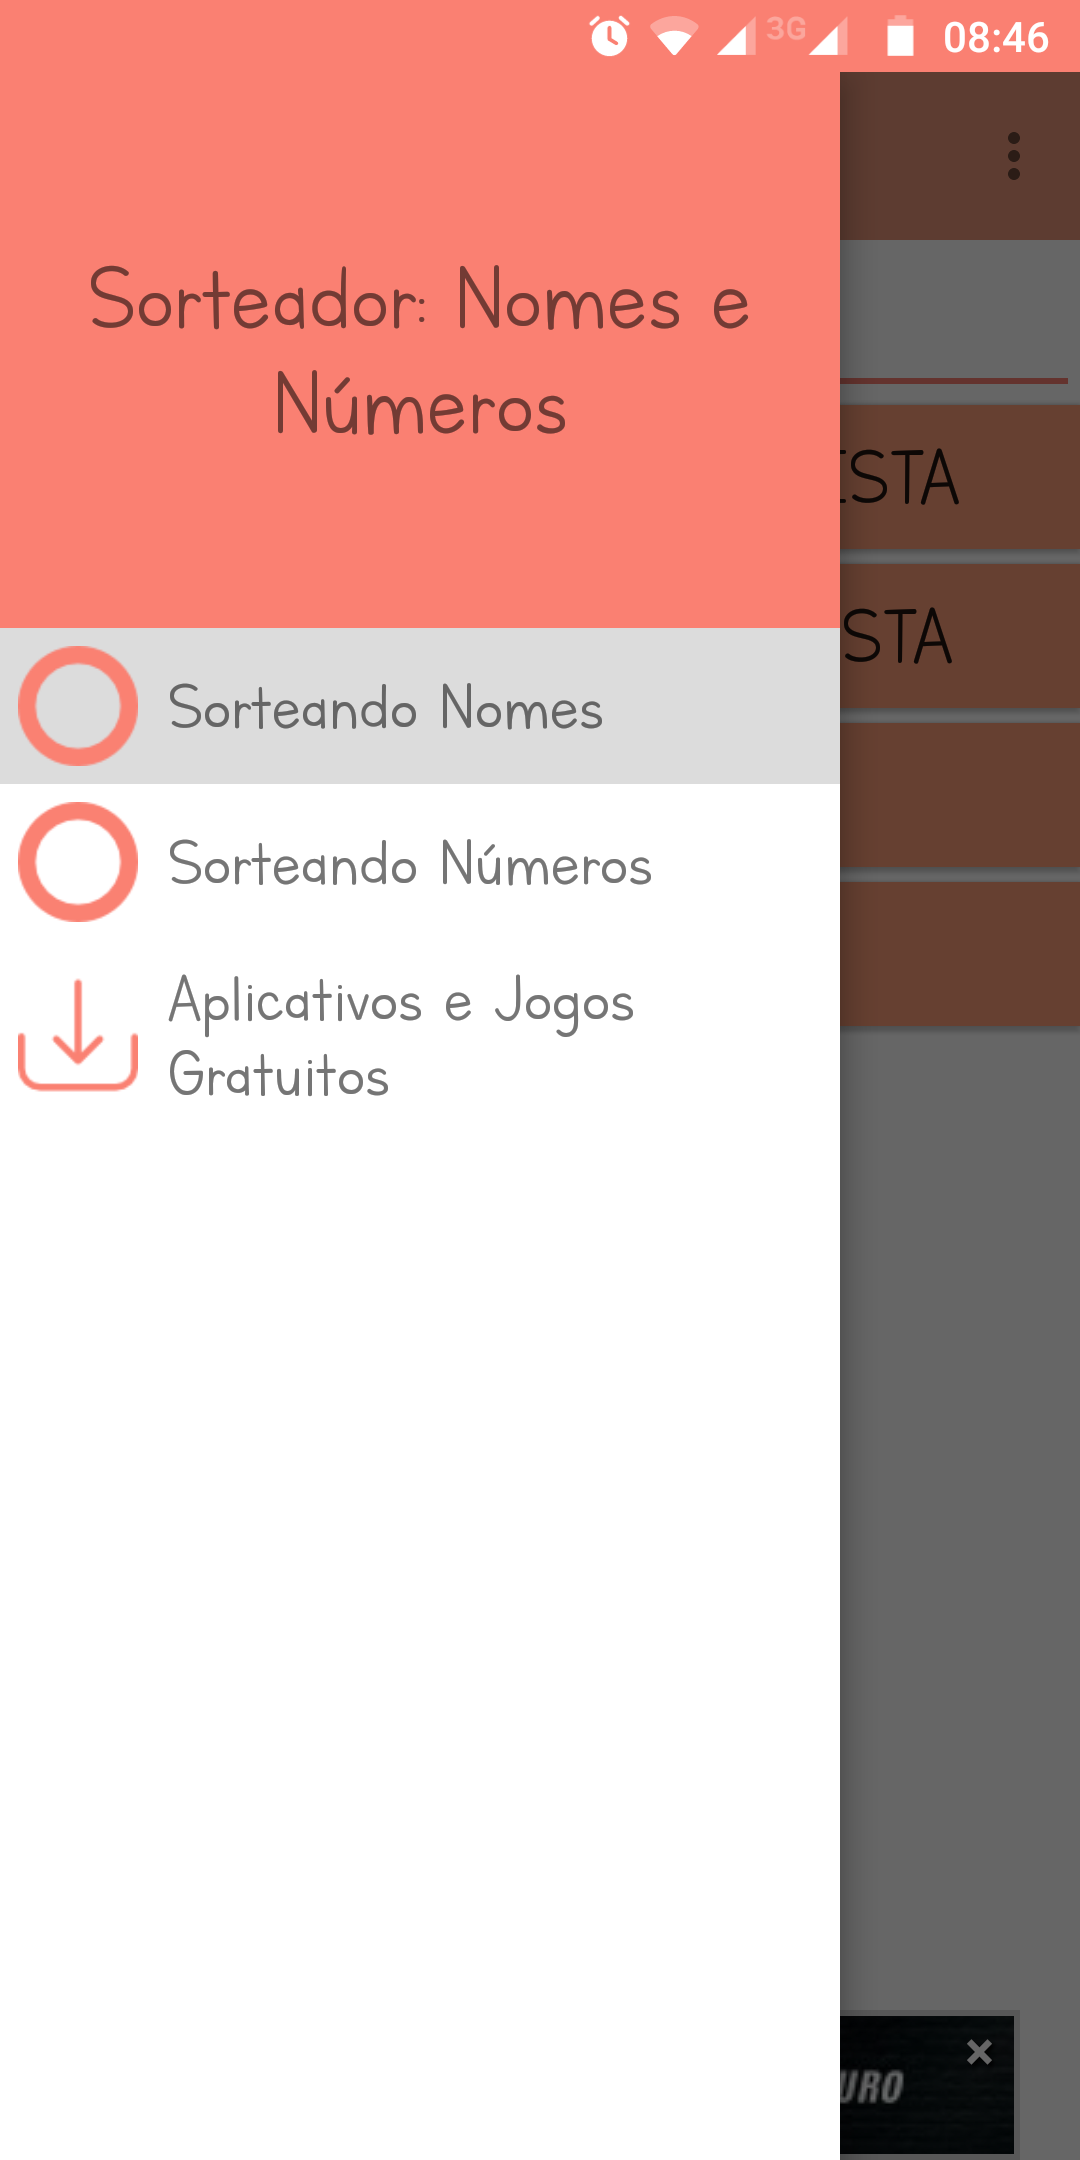 3G 08:46
Sorteador: Nomes e
Números
STA
STA
Sorteando Nomes
Sorteando Números
Aplicativos e Jogos
Gratuitos
URO